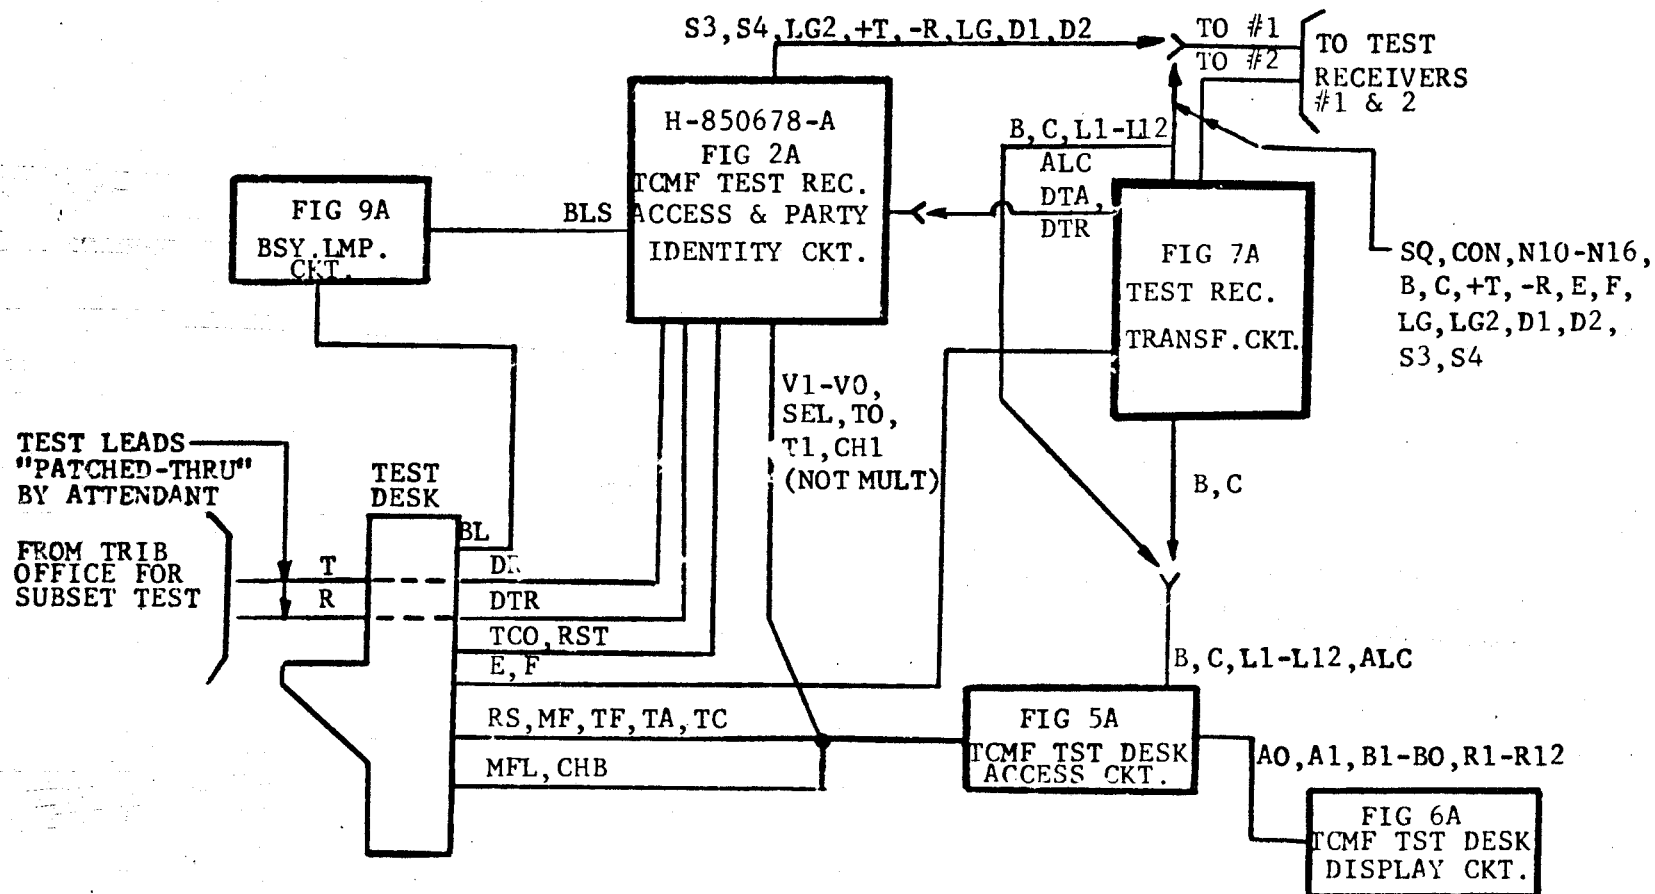 S3,S4,LG2,+T,-R,LG,D1,D2
TO #1
TO #2
TO TEST
RECEIVERS
#1 & 2
H-850678-A
FIG 2A
TCMF TEST REC.
ACCESS & PARTY
IDENTITY CKT.
B,C,L1-L12
ALC
DTA,
DTR
FIG 9A
BSY.LMP.
CKT.
BLS
FIG 7A
TEST REC.
TRANSF.CKT.
SQ,CON,N10-N16,
B,C,+T,-R,E,F,
LG,LG2,D1,D2,
S3,S4
V1-V0,
SEL,TO,
T1,CH1
(NOT MULT)
TEST LEADS
"PATCHED-THRU"
BY ATTENDANT
TEST
DESK
B,C
FROM TRIB
OFFICE FOR
SUBSET TEST
T
R
BL
DTR
TCO,RST
E,F
B,C,L1-L12,ALC
RS,MF,TF,TA,TC
MFL,CHB
FIG 5A
TCMF TST DESK
ACCESS CKT.
A0,A1,B1-B0,R1-R12
FIG 6A
TCMF TST DESK
DISPLAY CKT.